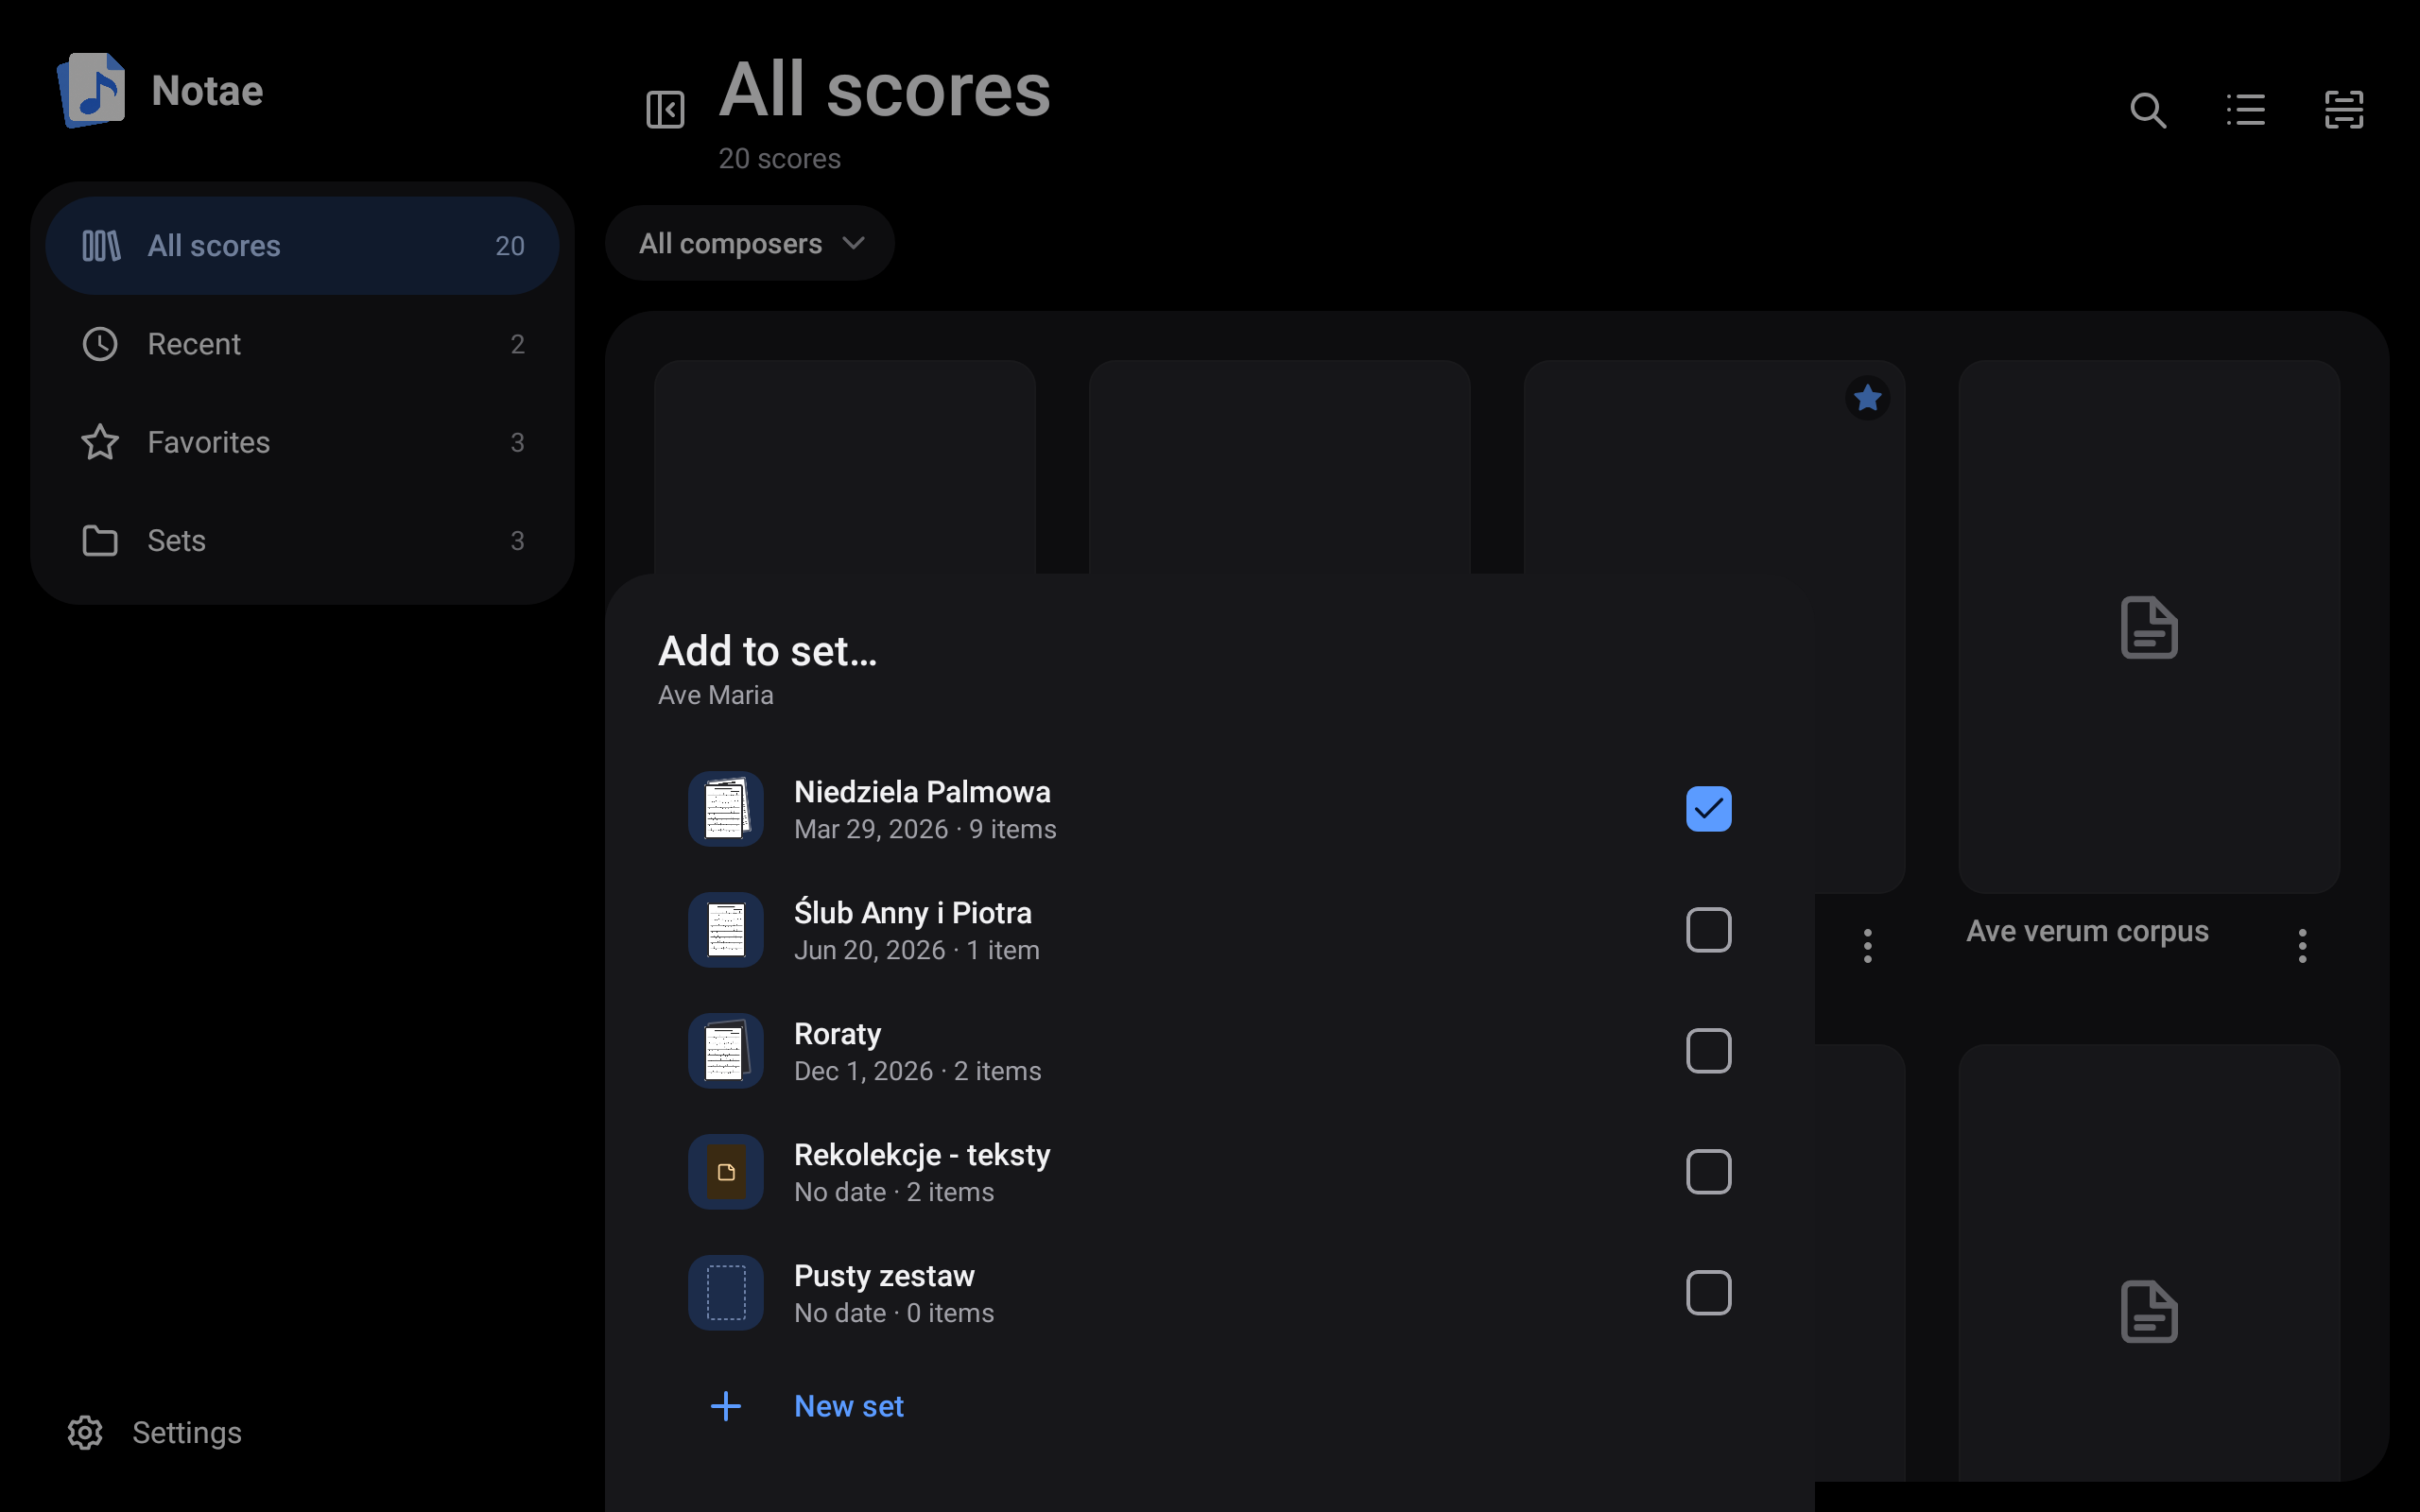 Notae
All scores
20 scores
All scores 20
Recent 2
Favorites 3
Sets 3
Settings
All composers
Add to set…
Ave Maria
Niedziela Palmowa
Mar 29, 2026 · 9 items
Ślub Anny i Piotra
Jun 20, 2026 · 1 item
Roraty
Dec 1, 2026 · 2 items
Rekolekcje - teksty
No date · 2 items
Pusty zestaw
No date · 0 items
New set
Ave verum corpus